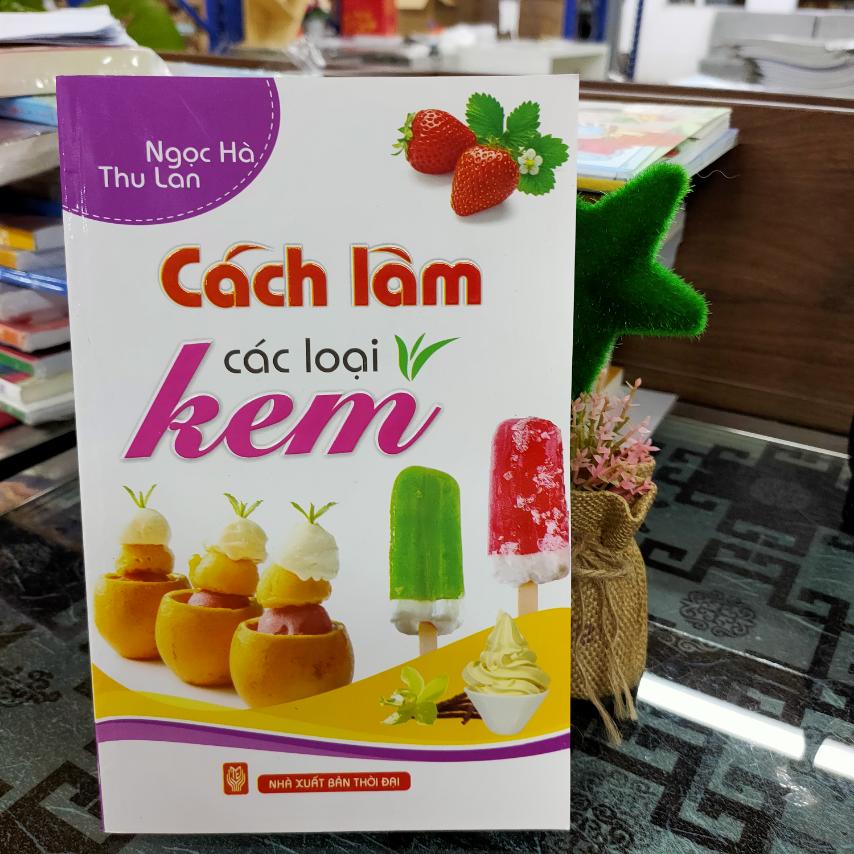 Ngọc Hà
Thu Lan
Cách làm
các loại
kem
NHÀ XUẤT BẢN THỜI ĐẠI